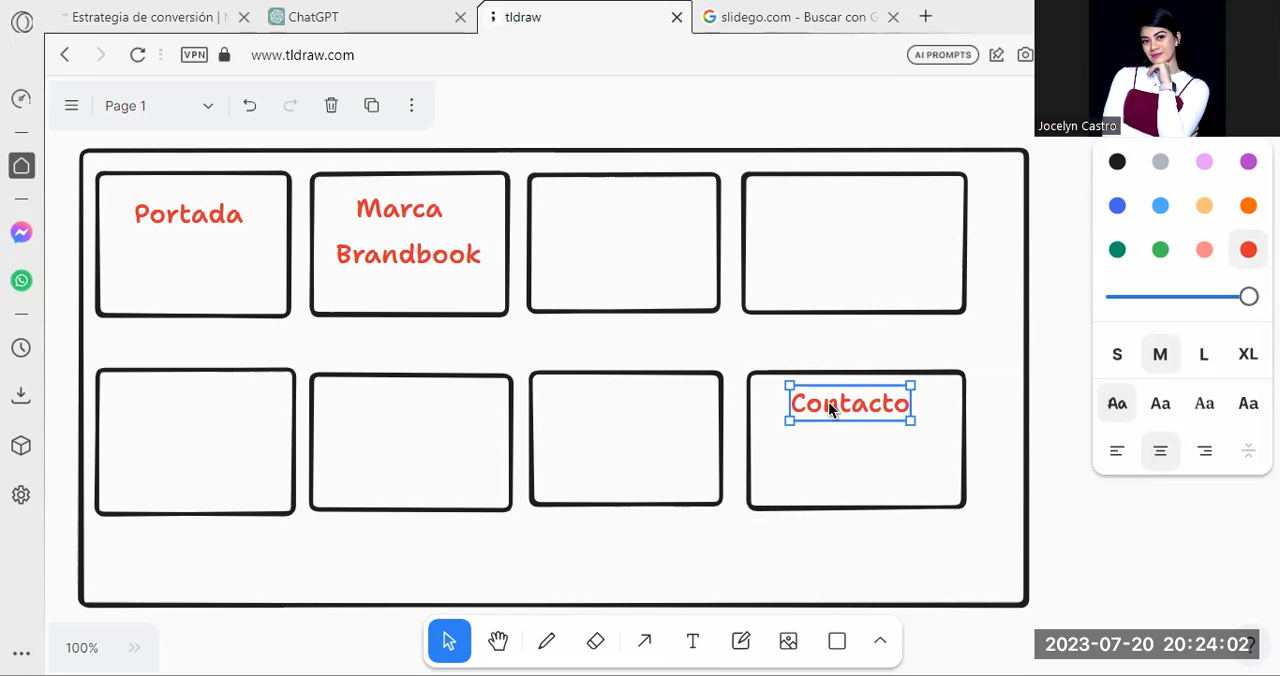 Estrategia de conversión |
ChatGPT
tldraw
slidego.com - Buscar con G
VPN
www.tldraw.com
AI PROMPTS
Jocelyn Castro
Page 1
Portada
Marca
Brandbook
Contacto
S M L XL
Aa Aa Aa Aa
100%
T
2023-07-20 20:24:02
?